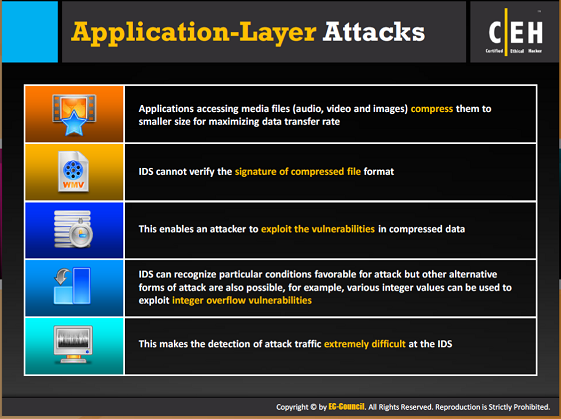 Application-Layer Attacks
C|EH
TM
Certified Ethical Hacker
Applications accessing media files (audio, video and images) compress them to
smaller size for maximizing data transfer rate
WMV
IDS cannot verify the signature of compressed file format
This enables an attacker to exploit the vulnerabilities in compressed data
IDS can recognize particular conditions favorable for attack but other alternative
forms of attack are also possible, for example, various integer values can be used to
exploit integer overflow vulnerabilities
This makes the detection of attack traffic extremely difficult at the IDS
Copyright © by EG-Council. All Rights Reserved. Reproduction is Strictly Prohibited.